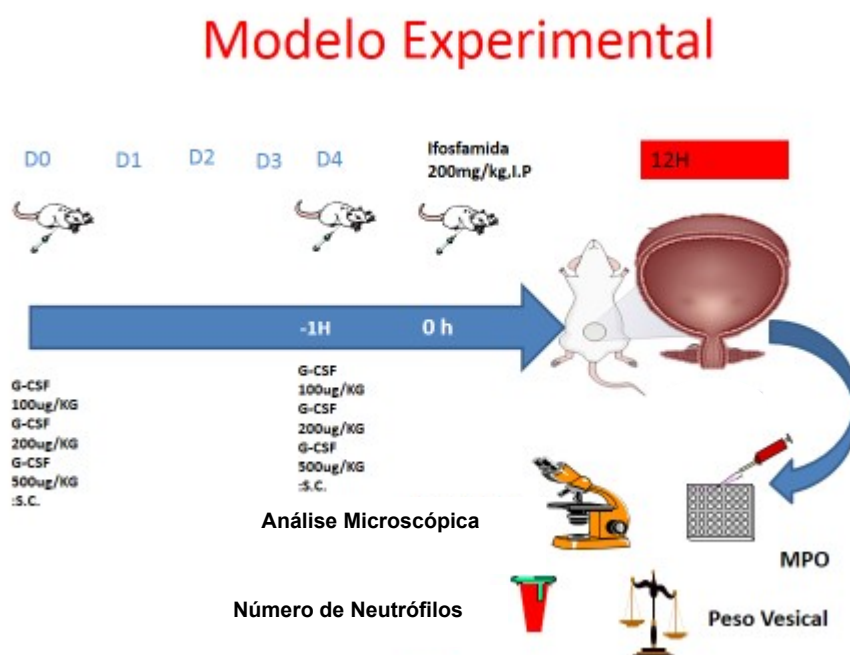 Modelo Experimental
D0
D1
D2
D3
D4
Ifosfamida
200mg/kg,I.P
12H
-1H
0 h
G-CSF
100ug/KG
G-CSF
200ug/KG
G-CSF
500ug/KG
:S.C.
G-CSF
100ug/KG
G-CSF
200ug/KG
G-CSF
500ug/KG
:S.C.
Análise Microscópica
MPO
Número de Neutrófilos
Peso Vesical